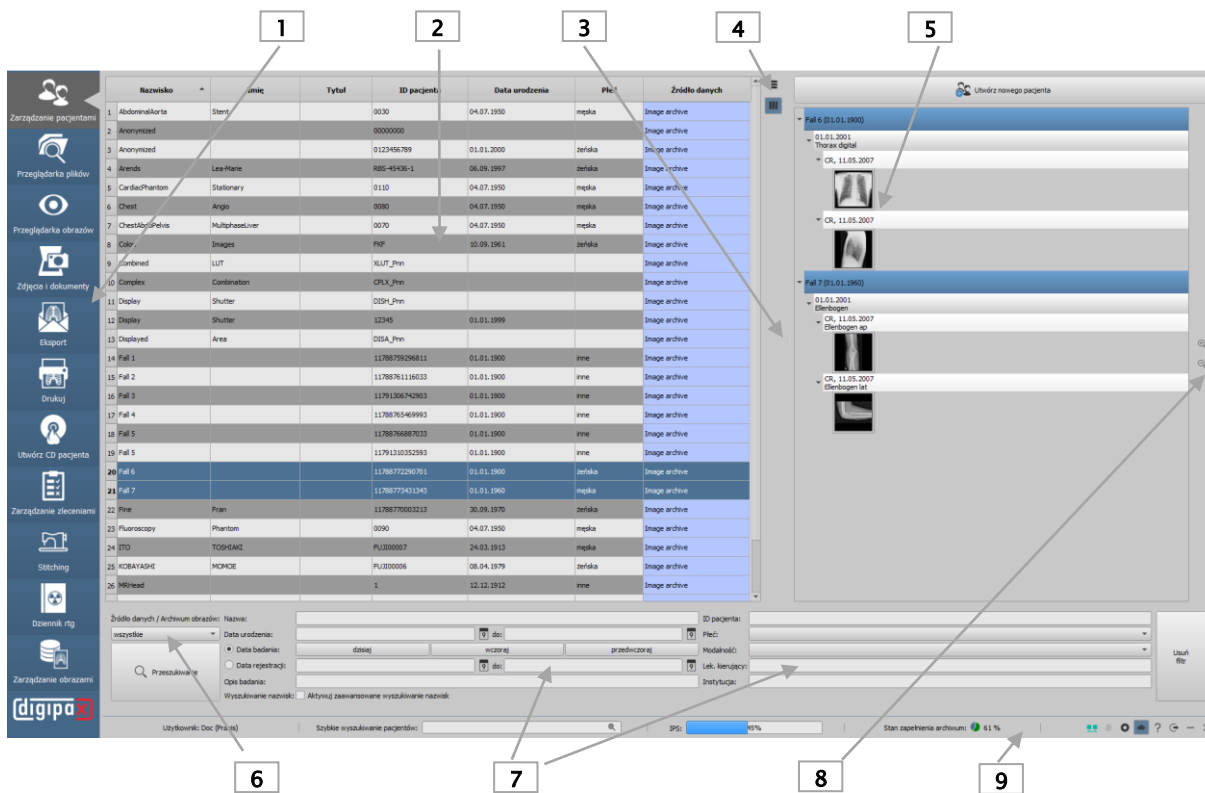 1 2 3 4 5
Zarządzanie pacjentami
Przeglądarka plików
Przeglądarka obrazów
Zdjęcia i dokumenty
Eksport
Drukuj
Utwórz CD pacjenta
Zarządzanie zleceniami
Stitching
Dziennik rtg
Zarządzanie obrazami
digipax
Nazwisko Imię Tytuł ID pacjenta Data urodzenia Płeć Źródło danych
1 AbdominalAorta Stent 0030 04.07.1950 męska Image archive
2 Anonymized 00000000 Image archive
3 Anonymized 0123456789 01.01.2000 żeńska Image archive
4 Arends Lea-Marie RBS-45436-1 06.09.1997 żeńska Image archive
5 CardiacPhantom Stationary 0110 04.07.1950 męska Image archive
6 Chest Angio 0080 04.07.1950 męska Image archive
7 ChestAbdoPelvis MultiphaseLiver 0070 04.07.1950 męska Image archive
8 Color Images FKF 10.09.1961 żeńska Image archive
9 Combined LUT XLUT_Pnn Image archive
10 Complex Combination CPLX_Pnn Image archive
11 Display Shutter DISH_Pnn Image archive
12 Display Shutter 12345 01.01.1999 Image archive
13 Displayed Area DISA_Pnn Image archive
14 Fall 1 11788759296811 01.01.1900 inne Image archive
15 Fall 2 11788761116033 01.01.1900 inne Image archive
16 Fall 3 11791306742903 01.01.1900 inne Image archive
17 Fall 4 11788765469993 01.01.1900 inne Image archive
18 Fall 5 11788766887033 01.01.1900 inne Image archive
19 Fall 5 11791310352593 01.01.1900 inne Image archive
20 Fall 6 11788772290701 01.01.1900 żeńska Image archive
21 Fall 7 11788773431343 01.01.1960 męska Image archive
22 Fine Fran 11788770003213 30.09.1970 żeńska Image archive
23 Fluoroscopy Phantom 0090 04.07.1950 męska Image archive
24 ITO TOSHIAKI FUJI00007 24.03.1913 męska Image archive
25 KOBAYASHI MOMOE FUJI00006 08.04.1979 żeńska Image archive
26 MRHead 1 12.12.1912 inne Image archive
Utwórz nowego pacjenta
Fall 6 (01.01.1900)
01.01.2001
Thorax digital
CR, 11.05.2007
CR, 11.05.2007
Fall 7 (01.01.1960)
01.01.2001
Ellenbogen
CR, 11.05.2007
Ellenbogen ap
CR, 11.05.2007
Ellenbogen lat
Źródło danych / Archiwum obrazów: Nazwa: ID pacjenta:
wszystkie Data urodzenia: 9 do: 9 Płeć:
Data badania: dzisiaj wczoraj przedwczoraj Modalność:
Przeszukiwanie Data rejestracji: 9 do: 9 Lek. kierujący:
Opis badania: Instytucja:
Wyszukiwanie nazwisk: Aktywuj zaawansowane wyszukiwanie nazwisk
Usuń
filtr
Użytkownik: Doc (Praxis) Szybkie wyszukiwanie pacjentów: IPS: 45% Stan zapełnienia archiwum: 61 % ?
6 7 8 9